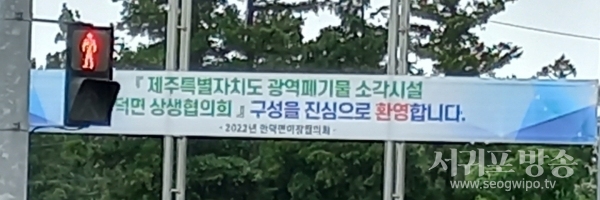 『 제주특별자치도 광역폐기물 소각시설
덕면 상생협의회 』 구성을 진심으로 환영합니다.
- 2022년 안덕면이장협의회 -
서귀포방송
www.seogwipo.tv